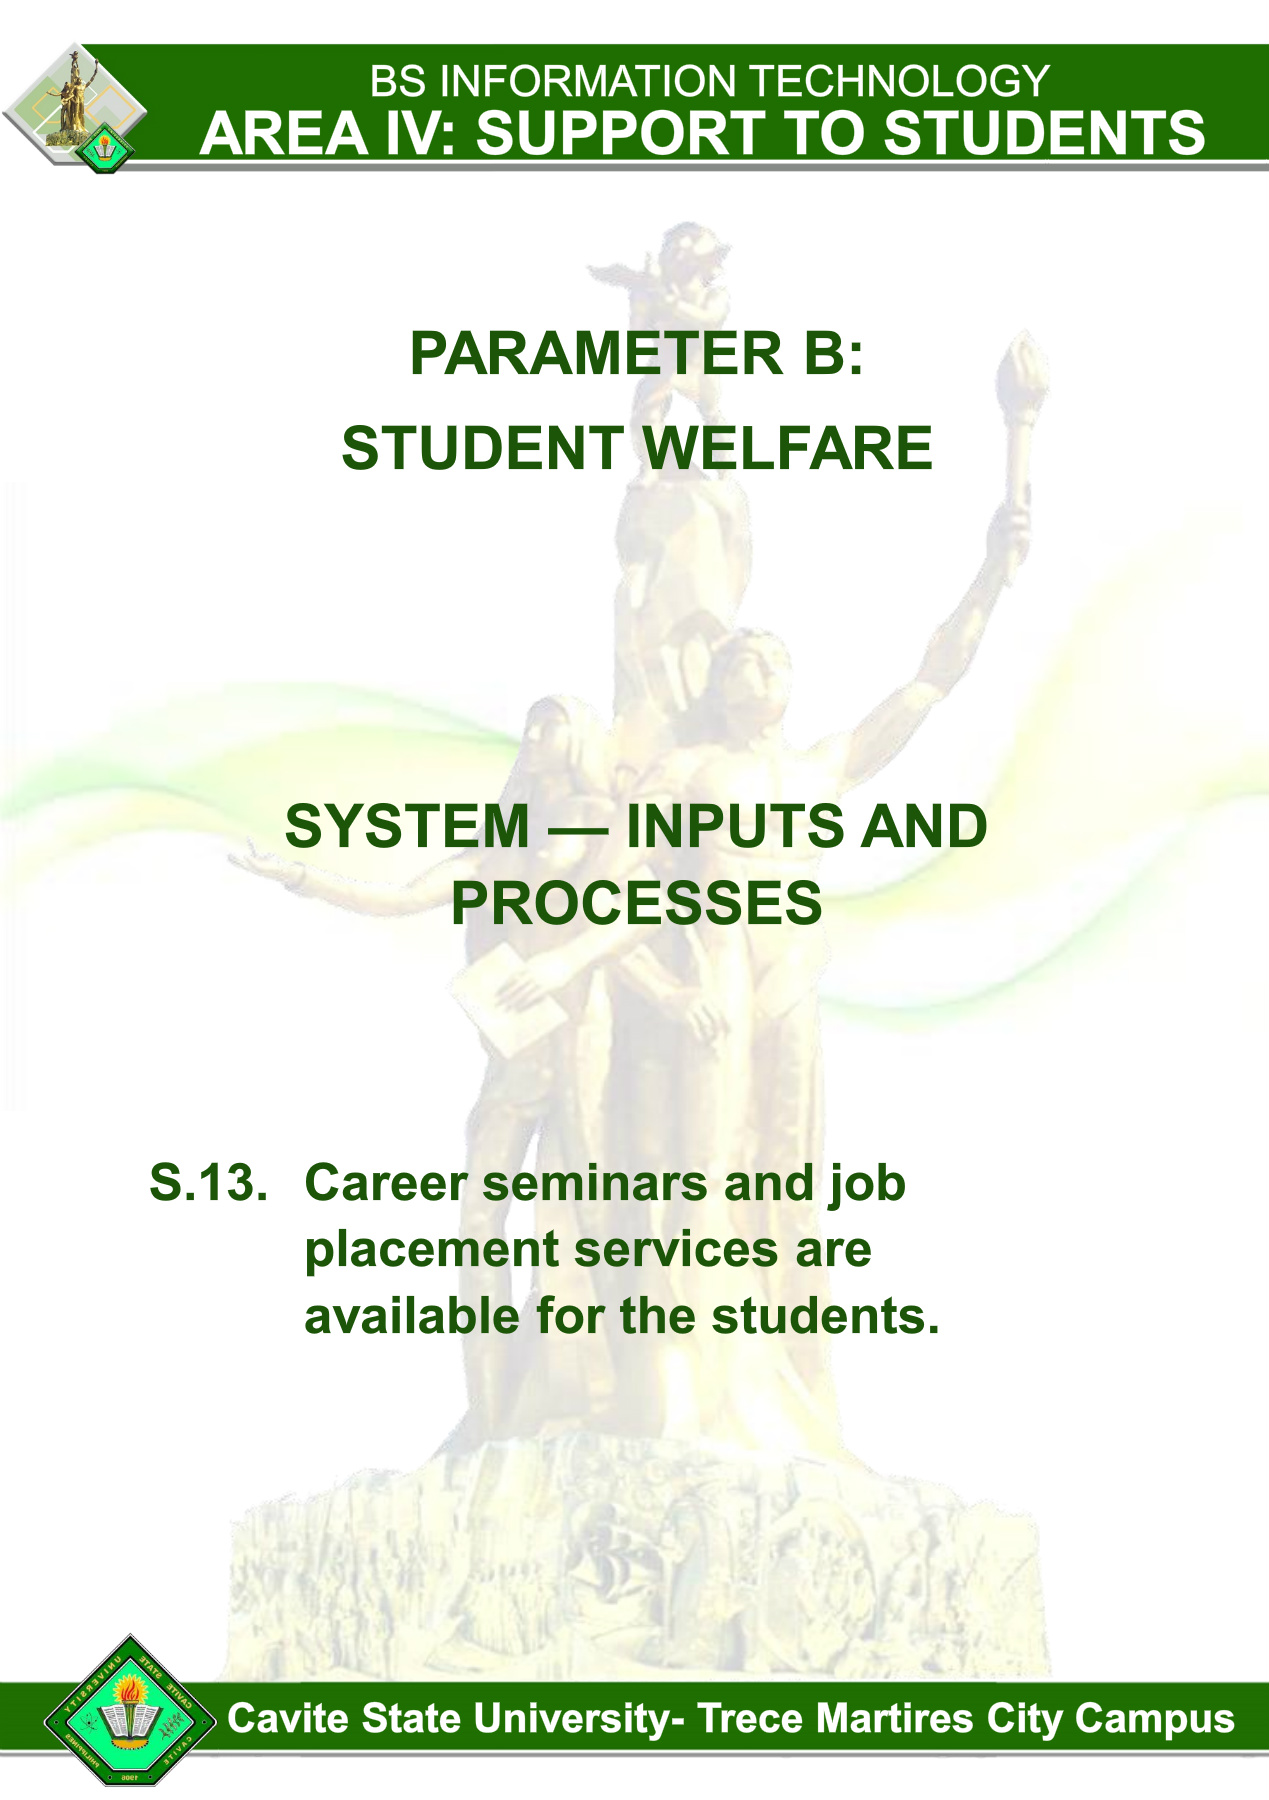 BS INFORMATION TECHNOLOGY
AREA IV: SUPPORT TO STUDENTS
PARAMETER B:
STUDENT WELFARE
SYSTEM — INPUTS AND
PROCESSES
S.13. Career seminars and job
placement services are
available for the students.
Cavite State University- Trece Martires City Campus